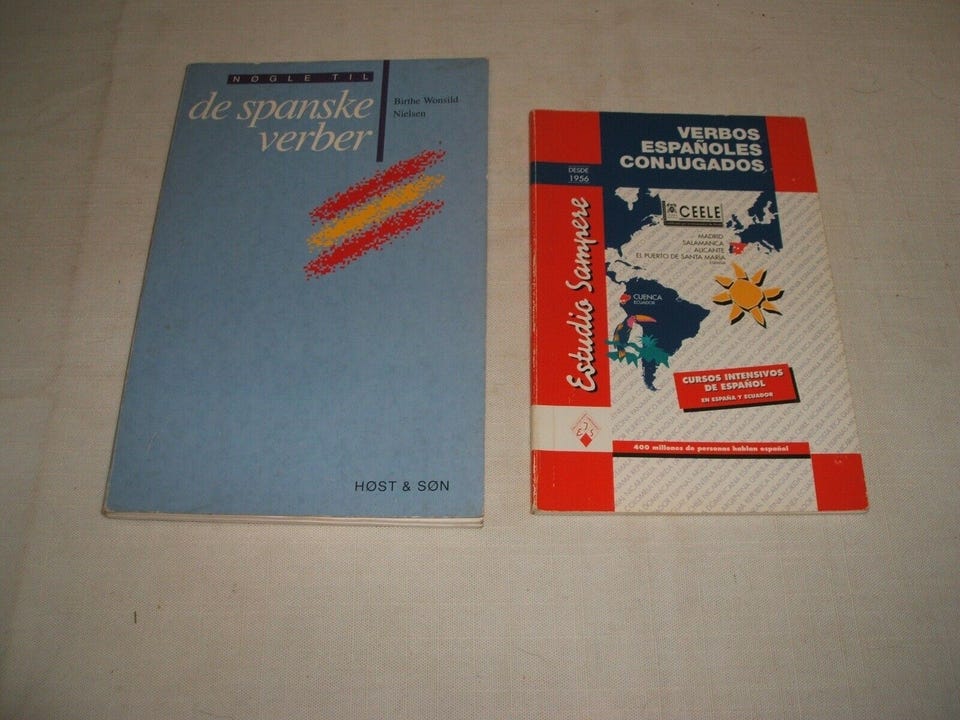 NØGLE TIL
de spanske
verber
Birthe Wonsild
Nielsen
HØST & SØN
VERBOS
ESPAÑOLES
CONJUGADOS
DESDE
1956
Estudio Sampere
CEELE
MADRID
SALAMANCA
ALICANTE
EL PUERTO DE SANTA MARÍA
ESPAÑA
CUENCA
ECUADOR
CURSOS INTENSIVOS
DE ESPAÑOL
EN ESPAÑA Y ECUADOR
400 millones de personas hablan español